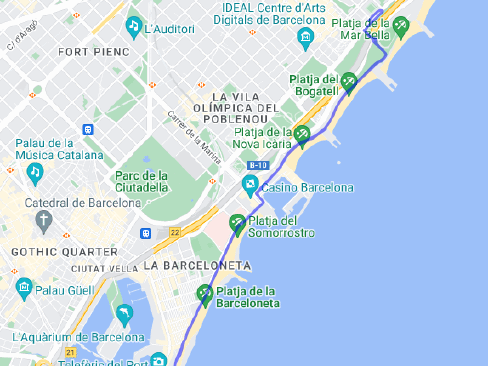 IDEAL Centre d'Arts
Digitals de Barcelona
L'Auditori
C/ d'Aragó
FORT PIENC
Platja de la
Mar Bella
Platja del
Bogatell
LA VILA
OLÍMPICA DEL
POBLENOU
Carrer de la Marina
Platja de la
Nova Icària
Palau de la
Música Catalana
B-10
Parc de la
Ciutadella
Casino Barcelona
Catedral de Barcelona
22
Platja del
Somorrostro
GOTHIC QUARTER
CIUTAT VELLA
LA BARCELONETA
Palau Güell
Platja de la
Barceloneta
L'Aquàrium de Barcelona
21
Telefèric del Port